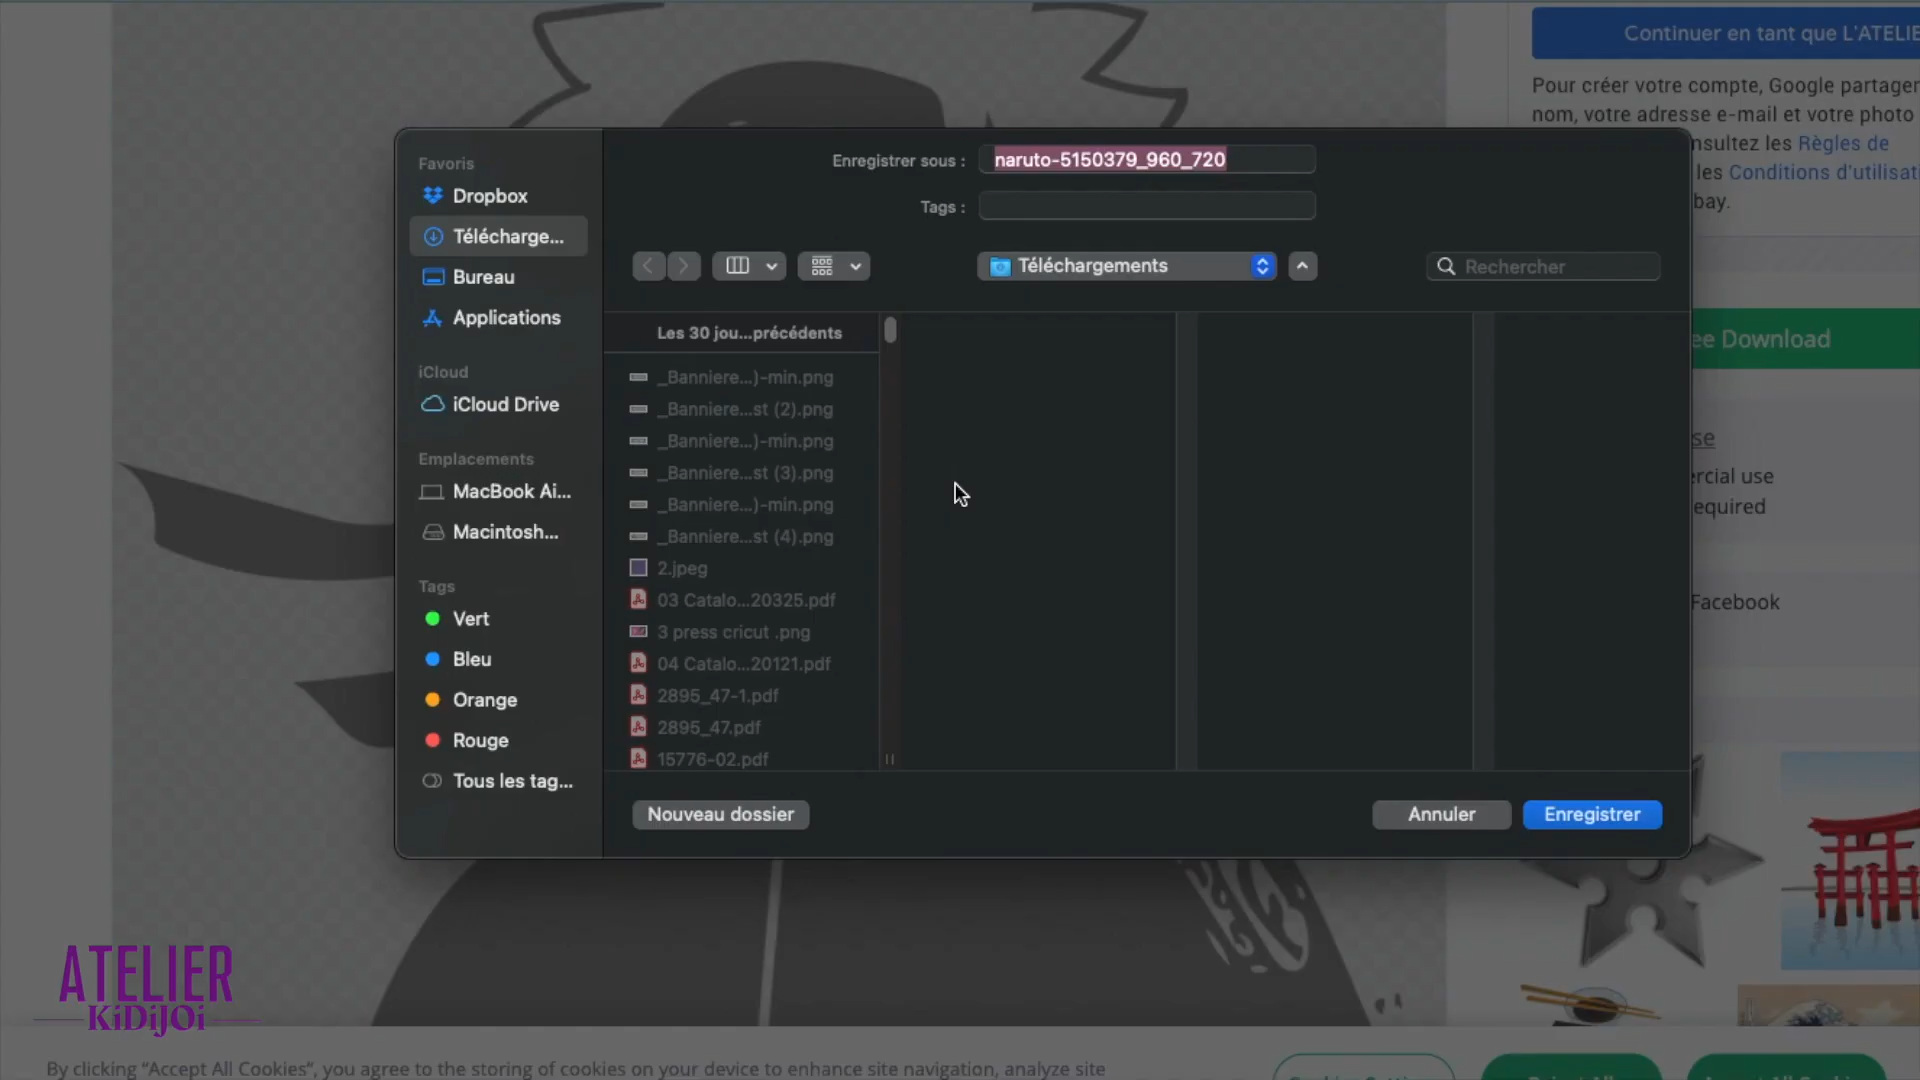 Continuer en tant que L'ATELIE
Pour créer votre compte, Google partager
nom, votre adresse e-mail et votre photo
nsultez les Règles de
les Conditions d'utilisati
bay.
Enregistrer sous :
naruto-5150379_960_720
Tags :
Favoris
Dropbox
Télécharge...
Bureau
Applications
iCloud
iCloud Drive
Emplacements
MacBook Ai...
Macintosh...
Tags
Vert
Bleu
Orange
Rouge
Tous les tag...
Téléchargements
Rechercher
Les 30 jou...précédents
_Banniere...)-min.png
_Banniere...st (2).png
_Banniere...)-min.png
_Banniere...st (3).png
_Banniere...)-min.png
_Banniere...st (4).png
2.jpeg
03 Catalo...20325.pdf
3 press cricut .png
04 Catalo...20121.pdf
2895_47-1.pdf
2895_47.pdf
15776-02.pdf
Nouveau dossier
Annuler
Enregistrer
ee Download
se
rcial use
equired
Facebook
ATELIER
KiDiJOi
By clicking “Accept All Cookies”, you agree to the storing of cookies on your device to enhance site navigation, analyze site